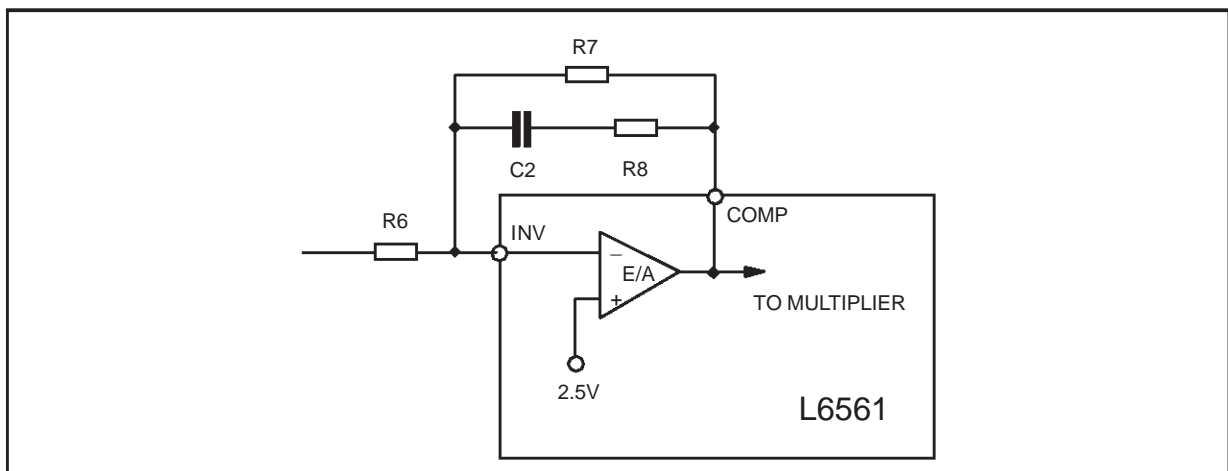 R7
C2
R8
COMP
R6
INV
–
E/A
+
TO MULTIPLIER
2.5V
L6561